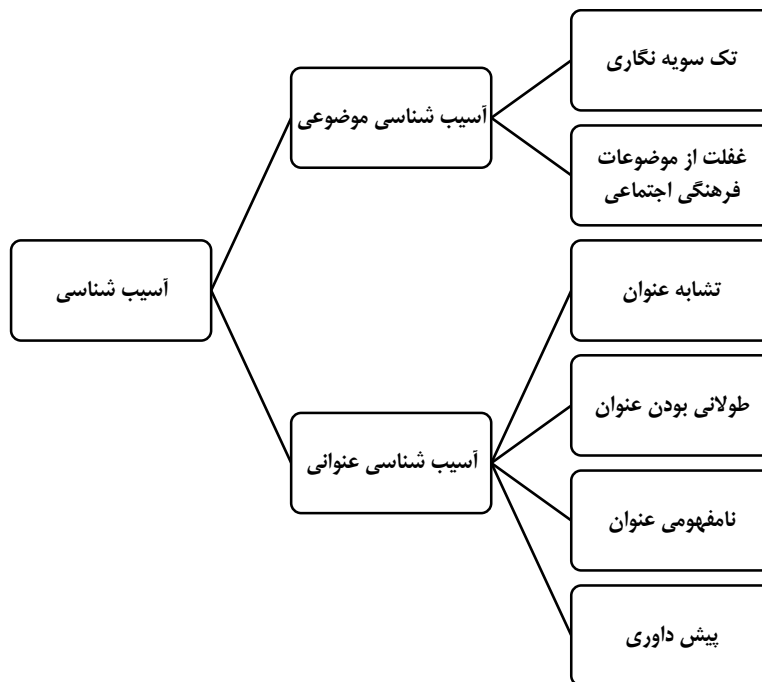 آسیب شناسی
آسیب شناسی موضوعی
تک سویه نگاری
غفلت از موضوعات
فرهنگی اجتماعی
آسیب شناسی عنوانی
تشابه عنوان
طولانی بودن عنوان
نامفهومی عنوان
پیش داوری